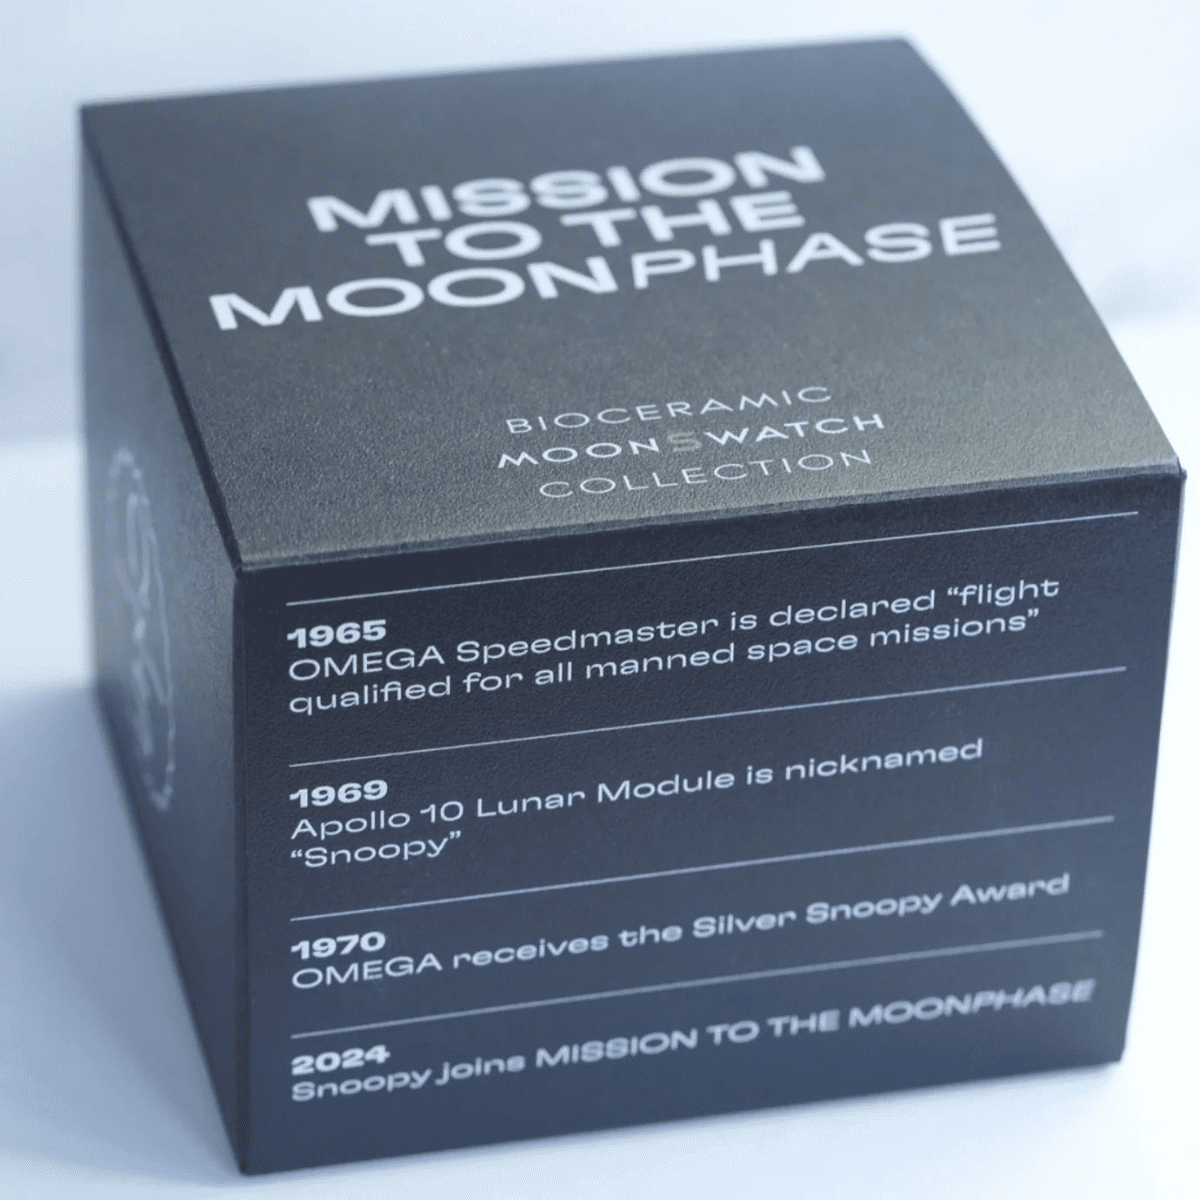 MISSION
TO THE
MOONPHASE
BIOCERAMIC
MOONSWATCH
COLLECTION
1965
OMEGA Speedmaster is declared “flight
qualified for all manned space missions”
1969
Apollo 10 Lunar Module is nicknamed
“Snoopy”
1970
OMEGA receives the Silver Snoopy Award
2024
Snoopy joins MISSION TO THE MOONPHASE